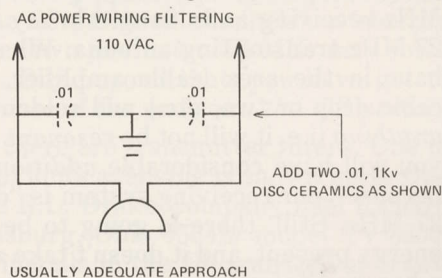 AC POWER WIRING FILTERING
110 VAC
.01 .01
ADD TWO .01, 1Kv
DISC CERAMICS AS SHOWN
USUALLY ADEQUATE APPROACH